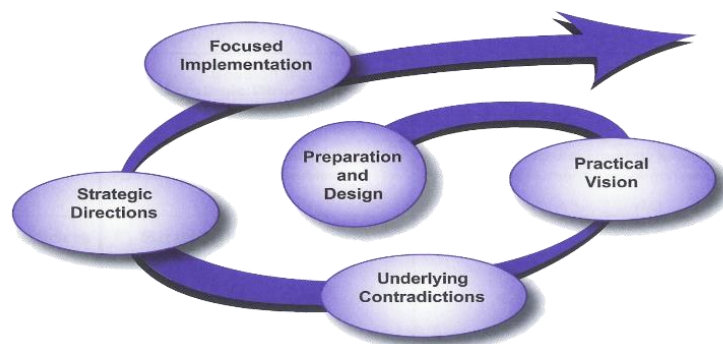 Focused
Implementation
Preparation
and
Design
Practical
Vision
Strategic
Directions
Underlying
Contradictions